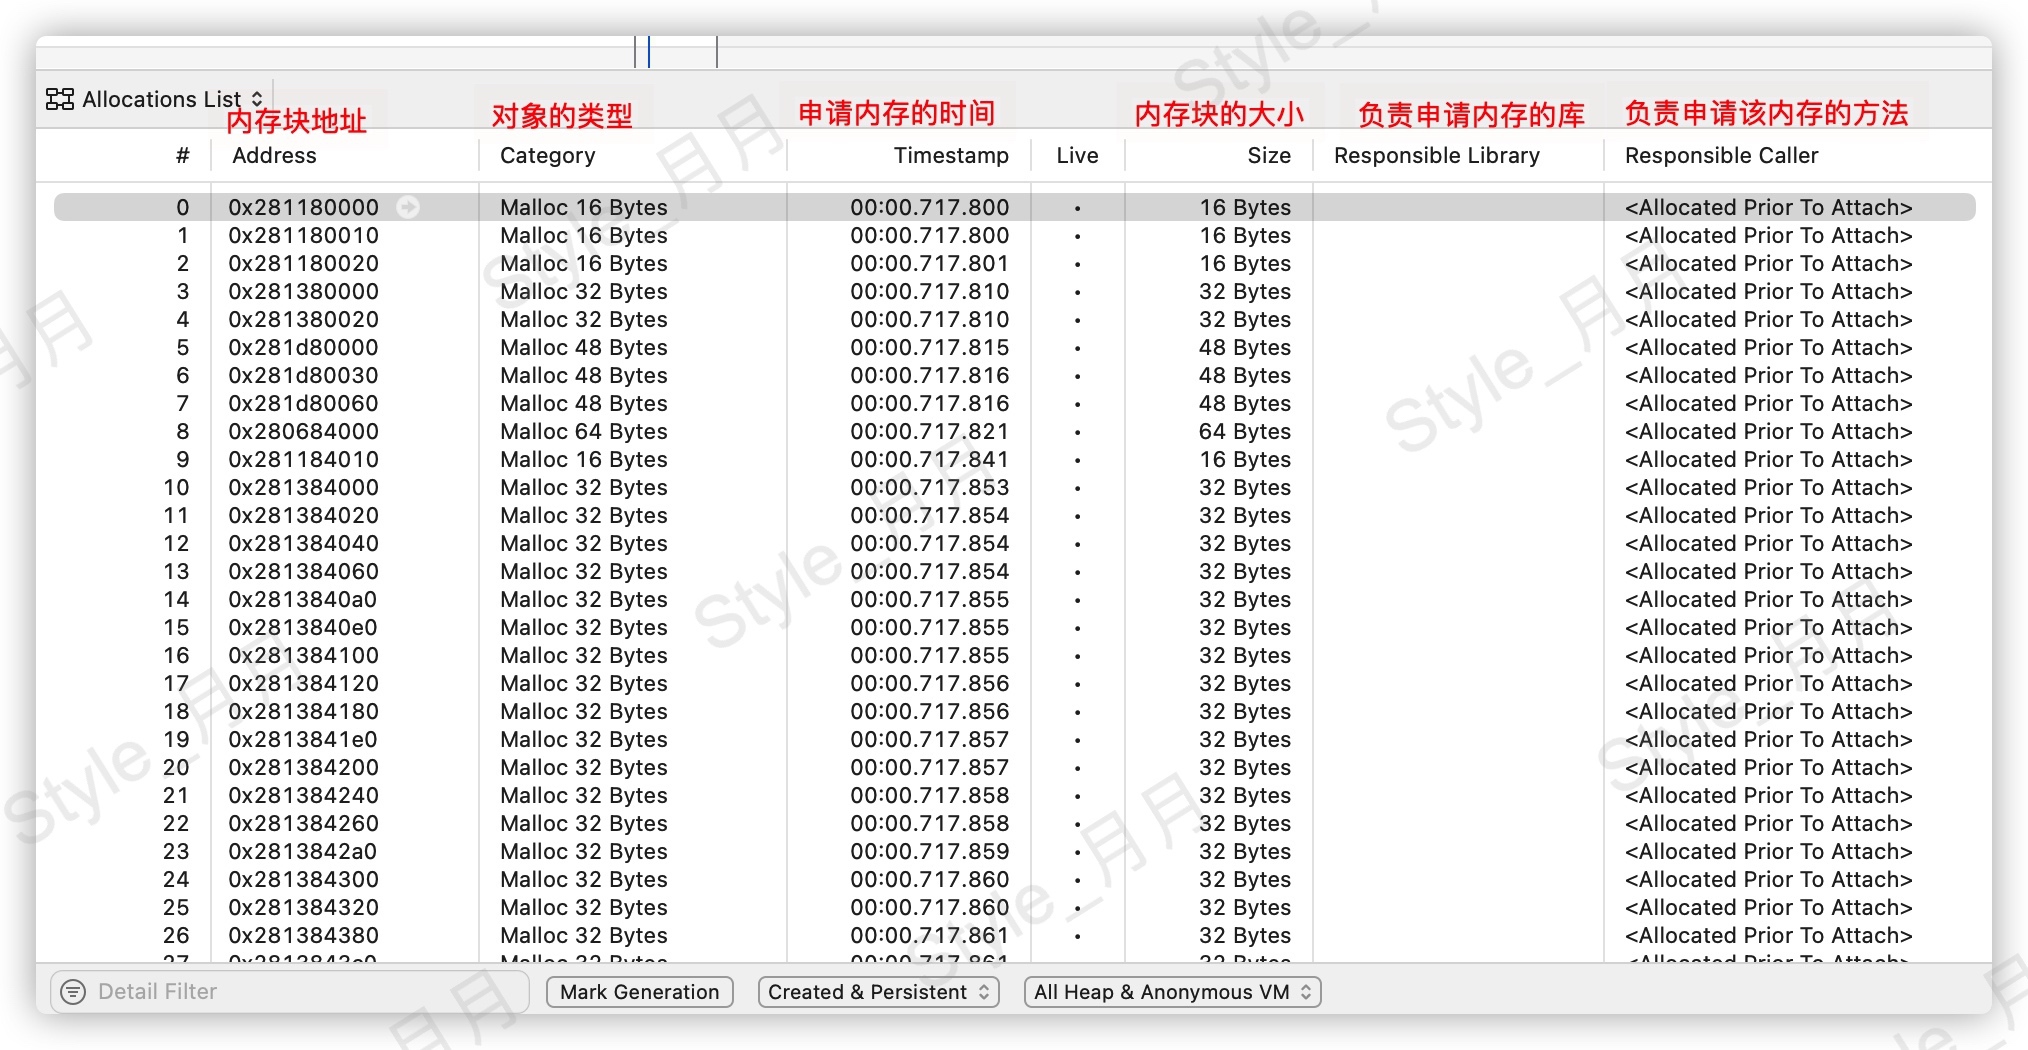 Allocations List
内存块地址 对象的类型 申请内存的时间 内存块的大小 负责申请内存的库 负责申请该内存的方法
# Address Category Timestamp Live Size Responsible Library Responsible Caller
0 0x281180000 Malloc 16 Bytes 00:00.717.800 • 16 Bytes <Allocated Prior To Attach>
1 0x281180010 Malloc 16 Bytes 00:00.717.800 • 16 Bytes <Allocated Prior To Attach>
2 0x281180020 Malloc 16 Bytes 00:00.717.801 • 16 Bytes <Allocated Prior To Attach>
3 0x281380000 Malloc 32 Bytes 00:00.717.810 • 32 Bytes <Allocated Prior To Attach>
4 0x281380020 Malloc 32 Bytes 00:00.717.810 • 32 Bytes <Allocated Prior To Attach>
5 0x281d80000 Malloc 48 Bytes 00:00.717.815 • 48 Bytes <Allocated Prior To Attach>
6 0x281d80030 Malloc 48 Bytes 00:00.717.816 • 48 Bytes <Allocated Prior To Attach>
7 0x281d80060 Malloc 48 Bytes 00:00.717.816 • 48 Bytes <Allocated Prior To Attach>
8 0x280684000 Malloc 64 Bytes 00:00.717.821 • 64 Bytes <Allocated Prior To Attach>
9 0x281184010 Malloc 16 Bytes 00:00.717.841 • 16 Bytes <Allocated Prior To Attach>
10 0x281384000 Malloc 32 Bytes 00:00.717.853 • 32 Bytes <Allocated Prior To Attach>
11 0x281384020 Malloc 32 Bytes 00:00.717.854 • 32 Bytes <Allocated Prior To Attach>
12 0x281384040 Malloc 32 Bytes 00:00.717.854 • 32 Bytes <Allocated Prior To Attach>
13 0x281384060 Malloc 32 Bytes 00:00.717.854 • 32 Bytes <Allocated Prior To Attach>
14 0x2813840a0 Malloc 32 Bytes 00:00.717.855 • 32 Bytes <Allocated Prior To Attach>
15 0x2813840e0 Malloc 32 Bytes 00:00.717.855 • 32 Bytes <Allocated Prior To Attach>
16 0x281384100 Malloc 32 Bytes 00:00.717.855 • 32 Bytes <Allocated Prior To Attach>
17 0x281384120 Malloc 32 Bytes 00:00.717.856 • 32 Bytes <Allocated Prior To Attach>
18 0x281384180 Malloc 32 Bytes 00:00.717.856 • 32 Bytes <Allocated Prior To Attach>
19 0x2813841e0 Malloc 32 Bytes 00:00.717.857 • 32 Bytes <Allocated Prior To Attach>
20 0x281384200 Malloc 32 Bytes 00:00.717.857 • 32 Bytes <Allocated Prior To Attach>
21 0x281384240 Malloc 32 Bytes 00:00.717.858 • 32 Bytes <Allocated Prior To Attach>
22 0x281384260 Malloc 32 Bytes 00:00.717.858 • 32 Bytes <Allocated Prior To Attach>
23 0x2813842a0 Malloc 32 Bytes 00:00.717.859 • 32 Bytes <Allocated Prior To Attach>
24 0x281384300 Malloc 32 Bytes 00:00.717.860 • 32 Bytes <Allocated Prior To Attach>
25 0x281384320 Malloc 32 Bytes 00:00.717.860 • 32 Bytes <Allocated Prior To Attach>
26 0x281384380 Malloc 32 Bytes 00:00.717.861 • 32 Bytes <Allocated Prior To Attach>
Detail Filter Mark Generation Created & Persistent All Heap & Anonymous VM
Style_月月